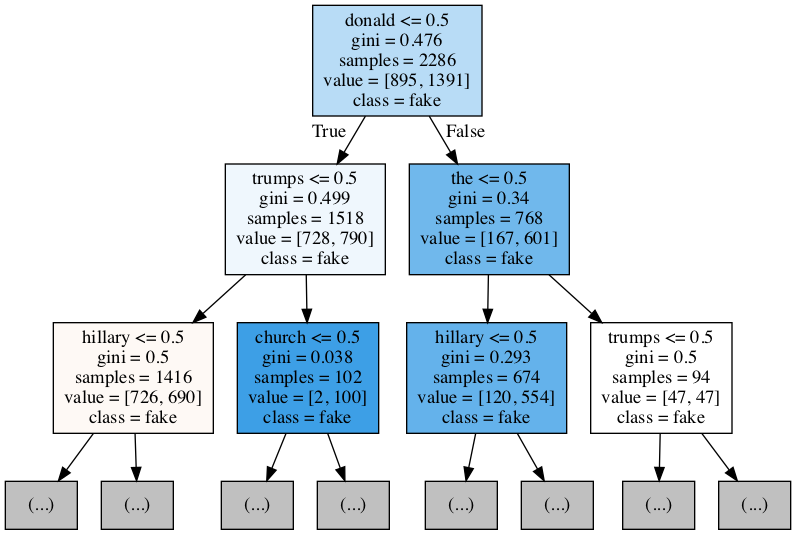 donald <= 0.5
gini = 0.476
samples = 2286
value = [895, 1391]
class = fake
True
False
trumps <= 0.5
gini = 0.499
samples = 1518
value = [728, 790]
class = fake
the <= 0.5
gini = 0.34
samples = 768
value = [167, 601]
class = fake
hillary <= 0.5
gini = 0.5
samples = 1416
value = [726, 690]
class = fake
church <= 0.5
gini = 0.038
samples = 102
value = [2, 100]
class = fake
hillary <= 0.5
gini = 0.293
samples = 674
value = [120, 554]
class = fake
trumps <= 0.5
gini = 0.5
samples = 94
value = [47, 47]
class = fake
(...)
(...)
(...)
(...)
(...)
(...)
(...)
(...)